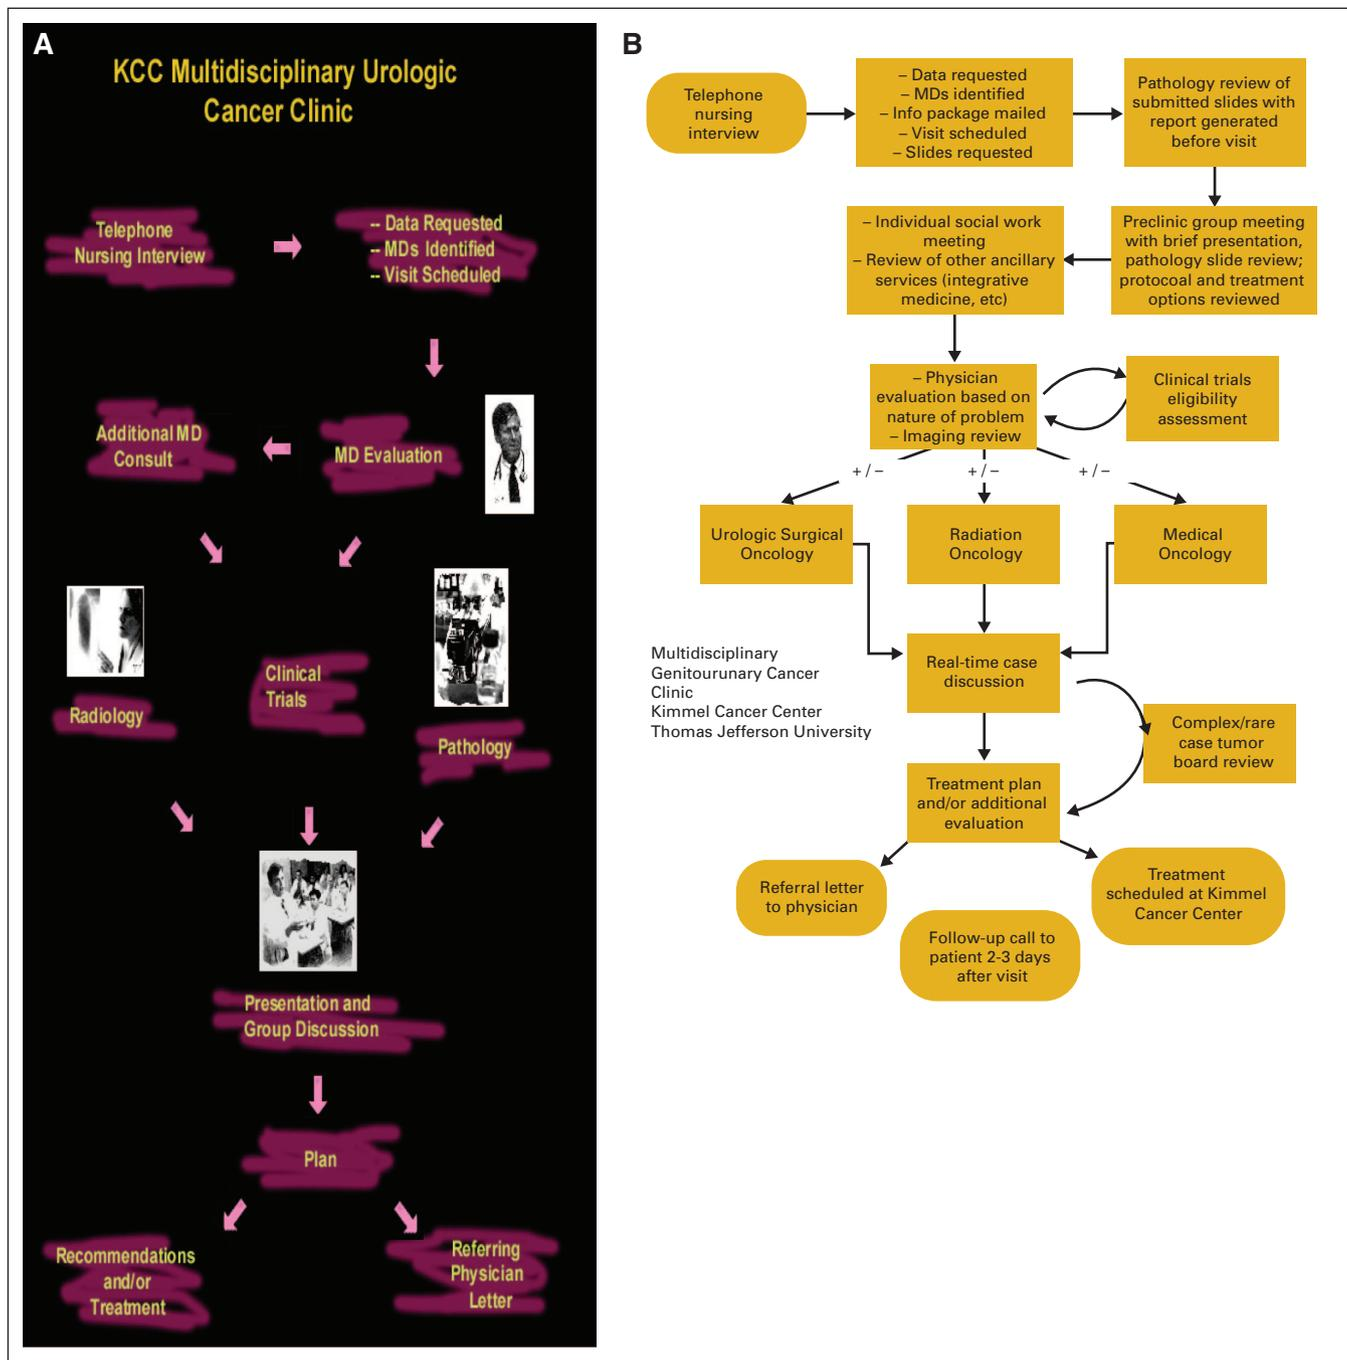 A
KCC Multidisciplinary Urologic
Cancer Clinic
Telephone
Nursing Interview
-- Data Requested
-- MDs Identified
-- Visit Scheduled
Additional MD
Consult
MD Evaluation
Radiology
Clinical
Trials
Pathology
Presentation and
Group Discussion
Plan
Recommendations
and/or
Treatment
Referring
Physician
Letter
B
Telephone
nursing
interview
– Data requested
– MDs identified
– Info package mailed
– Visit scheduled
– Slides requested
Pathology review of
submitted slides with
report generated
before visit
Preclinic group meeting
with brief presentation,
pathology slide review;
protocoal and treatment
options reviewed
– Individual social work
meeting
– Review of other ancillary
services (integrative
medicine, etc)
– Physician
evaluation based on
nature of problem
– Imaging review
Clinical trials
eligibility
assessment
+ / –
+ / –
+ / –
Urologic Surgical
Oncology
Radiation
Oncology
Medical
Oncology
Multidisciplinary
Genitourunary Cancer
Clinic
Kimmel Cancer Center
Thomas Jefferson University
Real-time case
discussion
Complex/rare
case tumor
board review
Treatment plan
and/or additional
evaluation
Referral letter
to physician
Follow-up call to
patient 2-3 days
after visit
Treatment
scheduled at Kimmel
Cancer Center